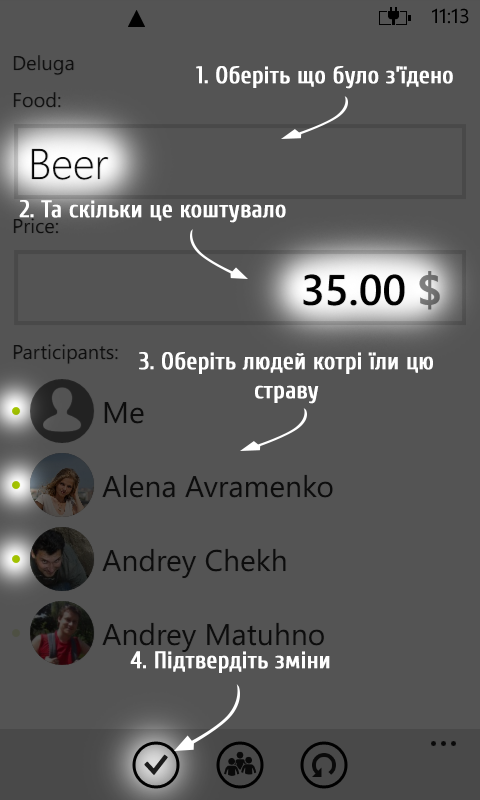 11:13
Deluga
1. Оберіть що було з'їдено
Food:
Beer
2. Та скільки це коштувало
Price:
35.00 $
Participants:
3. Оберіть людей котрі їли цю
страву
Me
Alena Avramenko
Andrey Chekh
Andrey Matuhno
4. Підтвердіть зміни